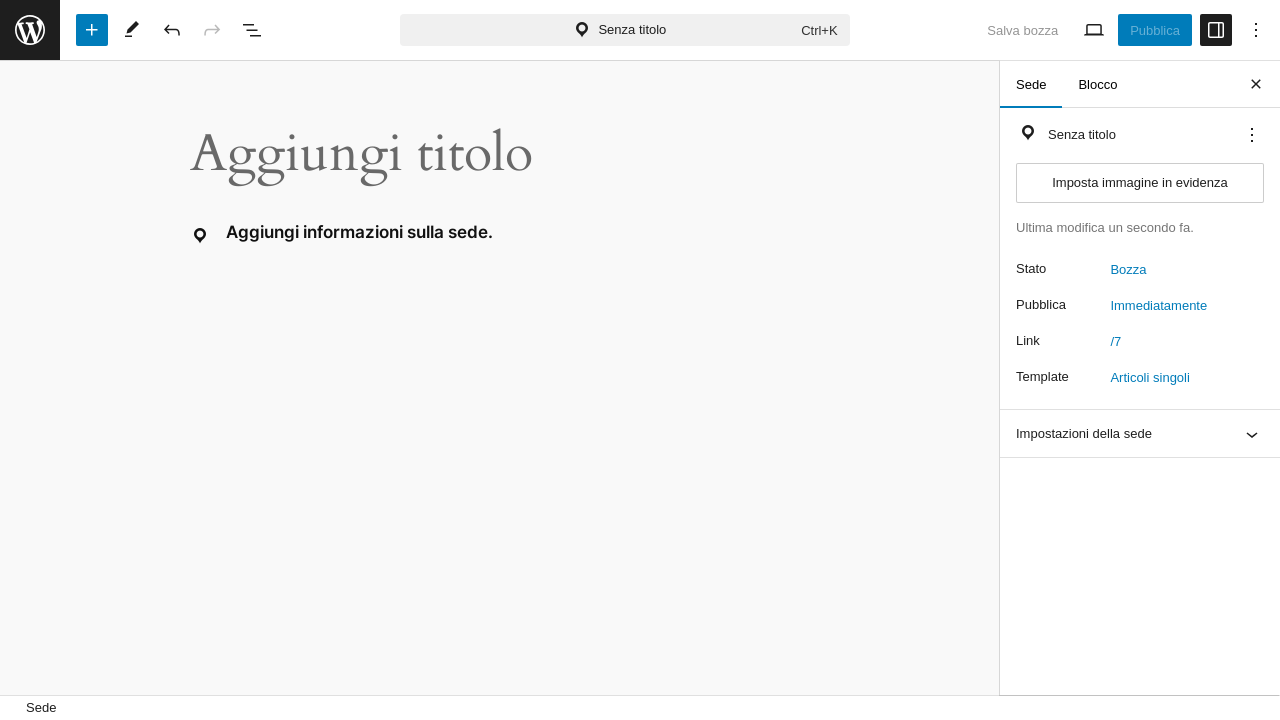 Senza titolo
Ctrl+K
Salva bozza
Pubblica
Sede
Blocco
Aggiungi titolo
Aggiungi informazioni sulla sede.
Senza titolo
Imposta immagine in evidenza
Ultima modifica un secondo fa.
Stato Bozza
Pubblica Immediatamente
Link /7
Template Articoli singoli
Impostazioni della sede
Sede